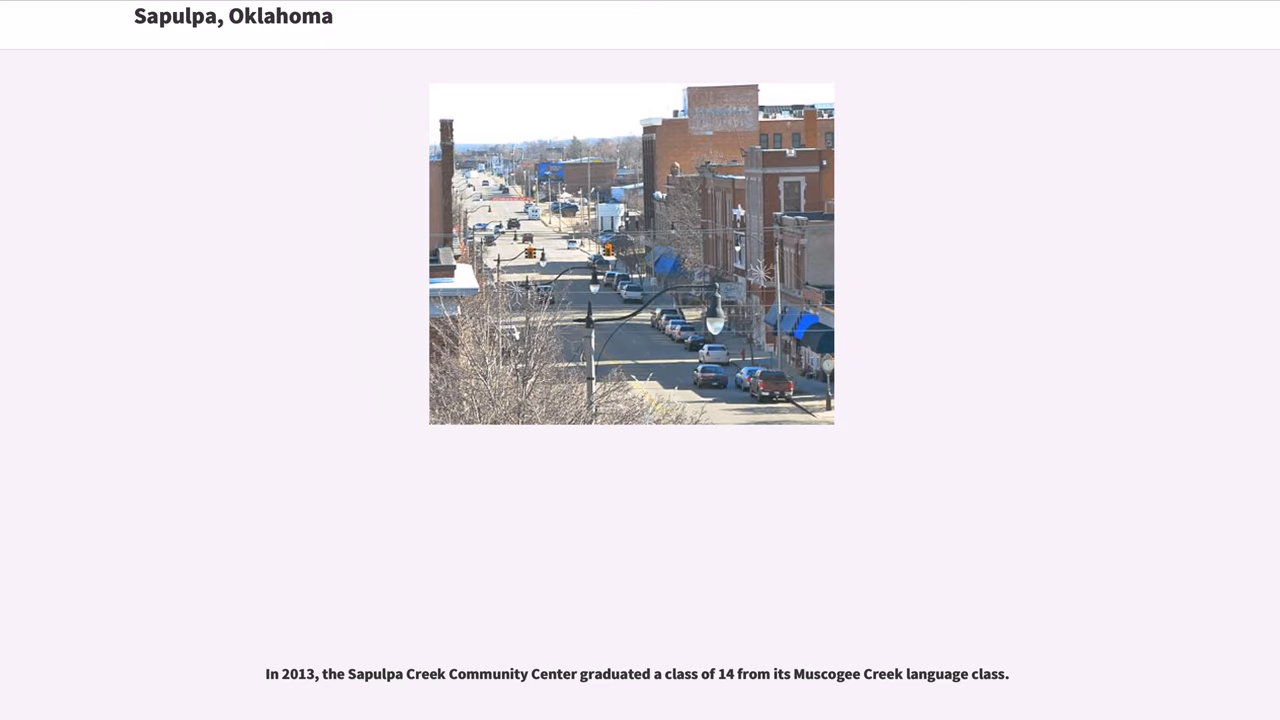 Sapulpa, Oklahoma
In 2013, the Sapulpa Creek Community Center graduated a class of 14 from its Muscogee Creek language class.